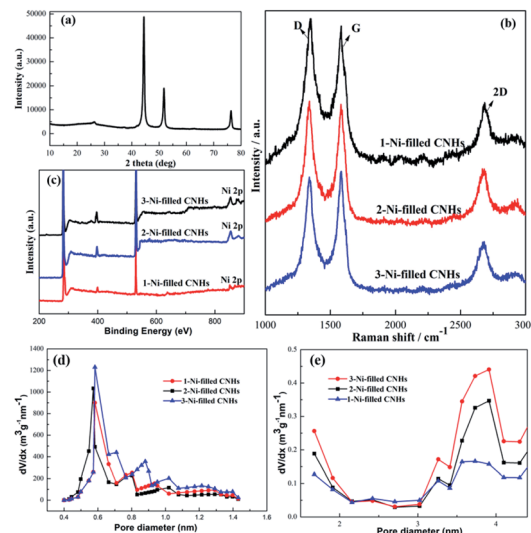 (a)
Intensity (a.u.)
50000
40000
30000
20000
10000
0
10 20 30 40 50 60 70 80
2 theta (deg)
(b)
D
G
2D
1-Ni-filled CNHs
2-Ni-filled CNHs
3-Ni-filled CNHs
Intensity / a.u.
1000 1500 2000 2500 300
Raman shift / cm-1
(c)
Ni 2p
3-Ni-filled CNHs
Ni 2p
2-Ni-filled CNHs
Ni 2p
1-Ni-filled CNHs
Intensity (a.u.)
200 400 600 800
Binding Energy (eV)
(d)
1-Ni-filled CNHs
2-Ni-filled CNHs
3-Ni-filled CNHs
dV/dx (m3g-1nm-1)
1400
1200
1000
800
600
400
200
0
0.4 0.6 0.8 1.0 1.2 1.4 1.6
Pore diameter (nm)
(e)
3-Ni-filled CNHs
2-Ni-filled CNHs
1-Ni-filled CNHs
dV/dx (m3g-1nm-1)
0.5
0.4
0.3
0.2
0.1
0.0
2 3 4
Pore diameter (nm)